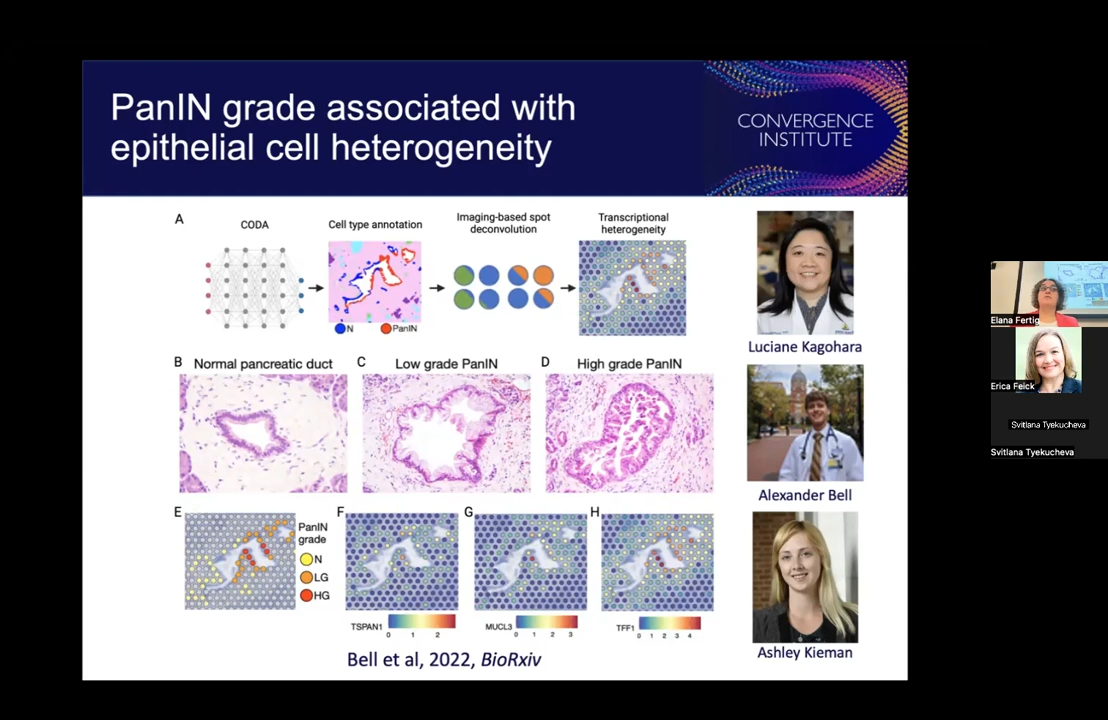 PanIN grade associated with
epithelial cell heterogeneity
CONVERGENCE
INSTITUTE
A
CODA
Cell type annotation
Imaging-based spot
deconvolution
Transcriptional
heterogeneity
N
PanIN
Luciane Kagohara
B
Normal pancreatic duct
C
Low grade PanIN
D
High grade PanIN
Alexander Bell
E
PanIN
grade
N
LG
HG
F
G
H
TSPAN1
0 1 2
MUCL3
0 1 2 3
TFF1
0 1 2 3 4
Ashley Kieman
Bell et al, 2022, BioRxiv
Elana Fertig
Erica Feick
Svitlana Tyekucheva
Svitlana Tyekucheva